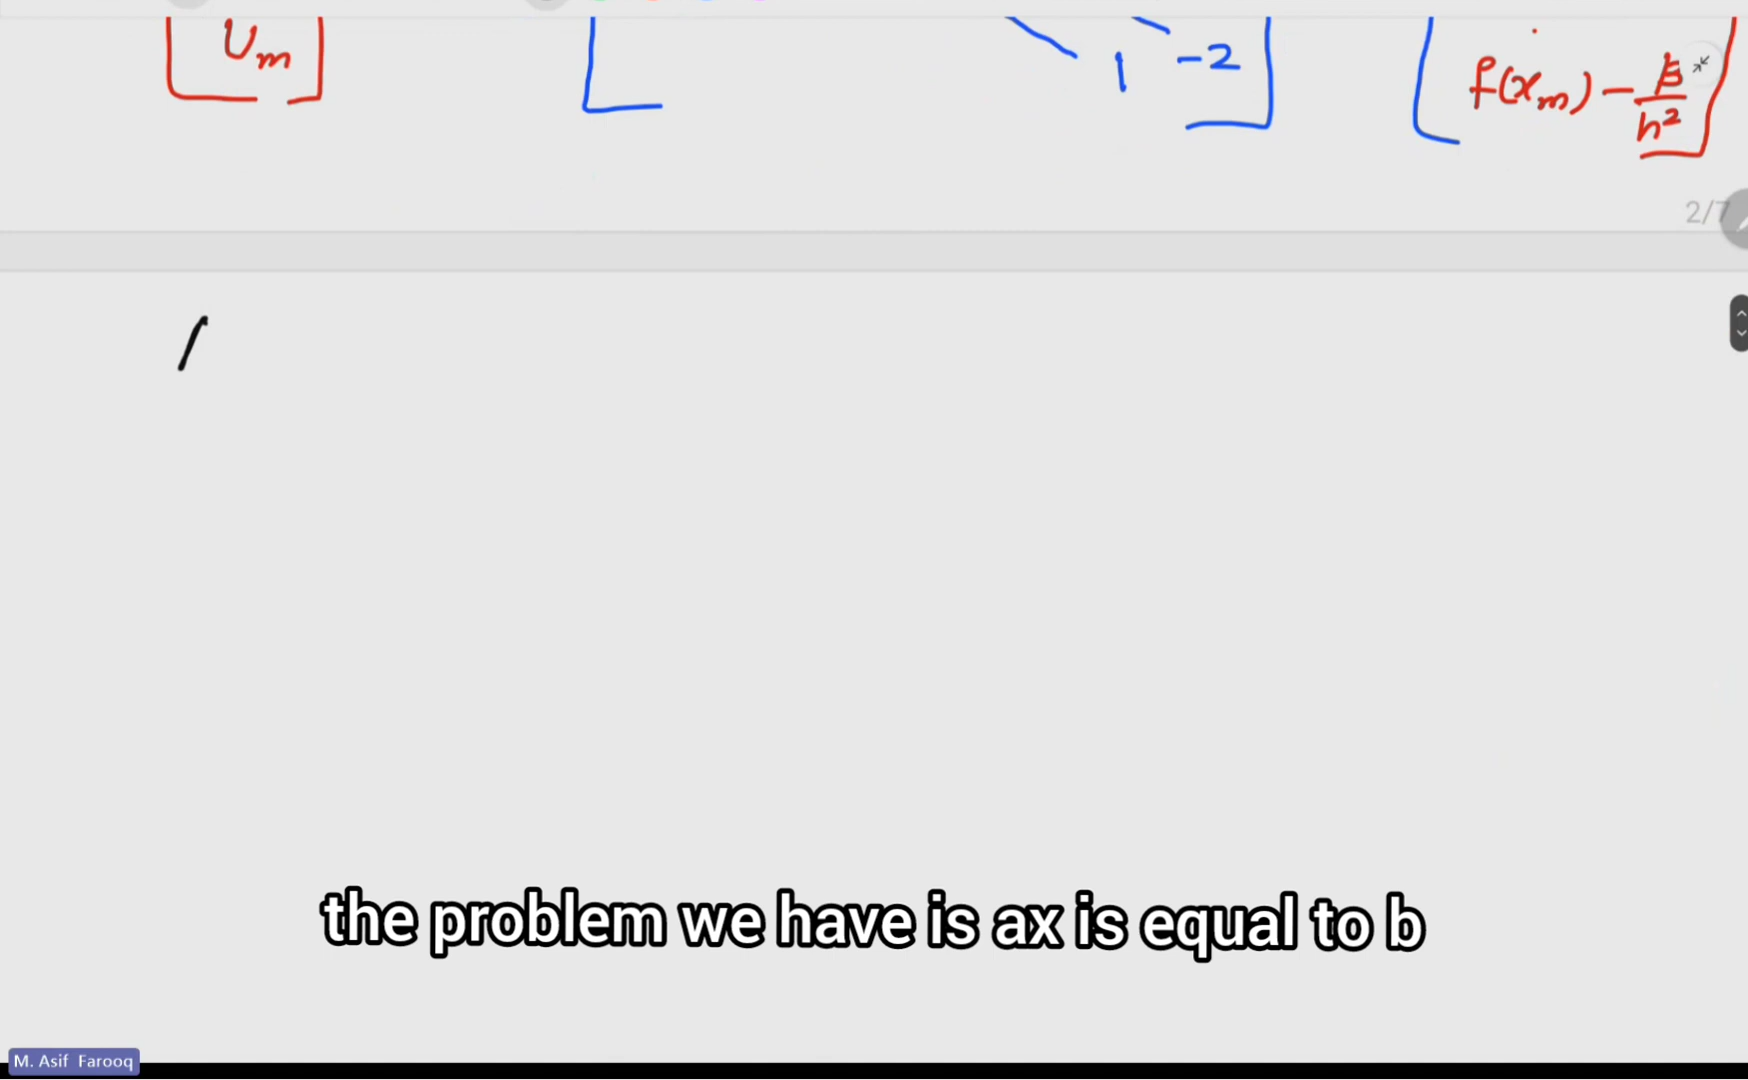 U_m 1 -2 f(x_m) - β/h²
2/7
the problem we have is ax is equal to b
M. Asif Farooq